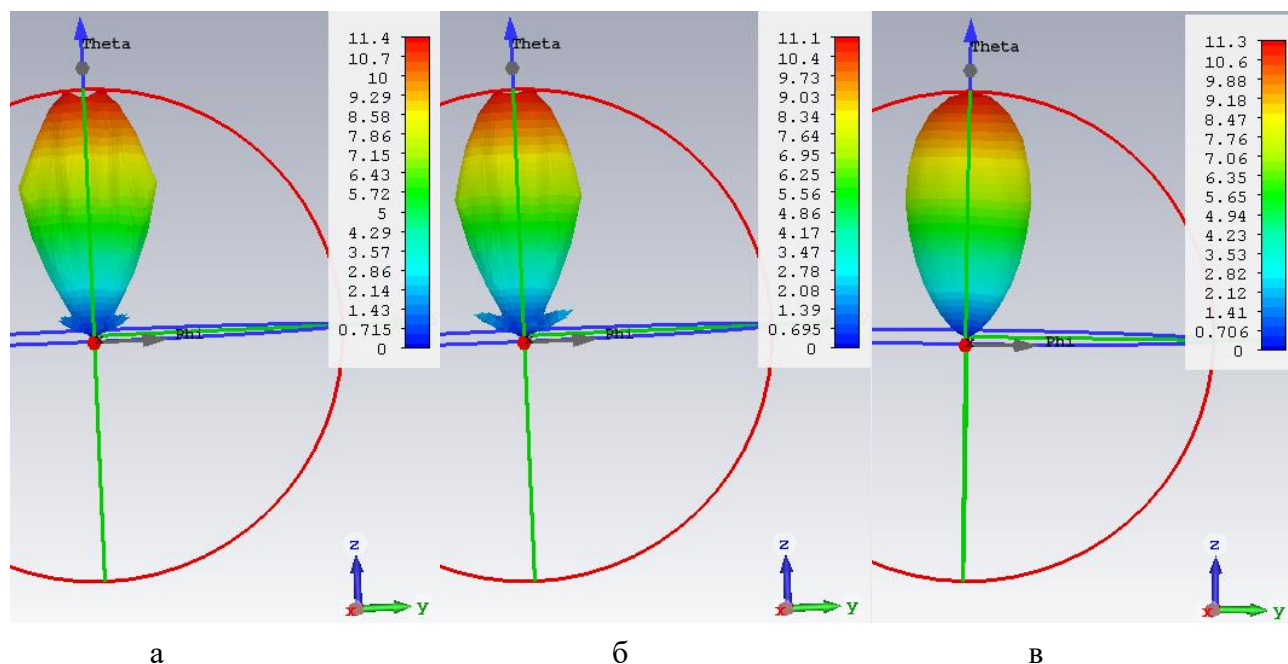 Theta
11.4
10.7
10
9.29
8.58
7.86
7.15
6.43
5.72
5
4.29
3.57
2.86
2.14
1.43
0.715
0
Phi
z
x
y
Theta
11.1
10.4
9.73
9.03
8.34
7.64
6.95
6.25
5.56
4.86
4.17
3.47
2.78
2.08
1.39
0.695
0
Phi
z
x
y
Theta
11.3
10.6
9.88
9.18
8.47
7.76
7.06
6.35
5.65
4.94
4.23
3.53
2.82
2.12
1.41
0.706
0
Phi
z
x
y
а
б
в